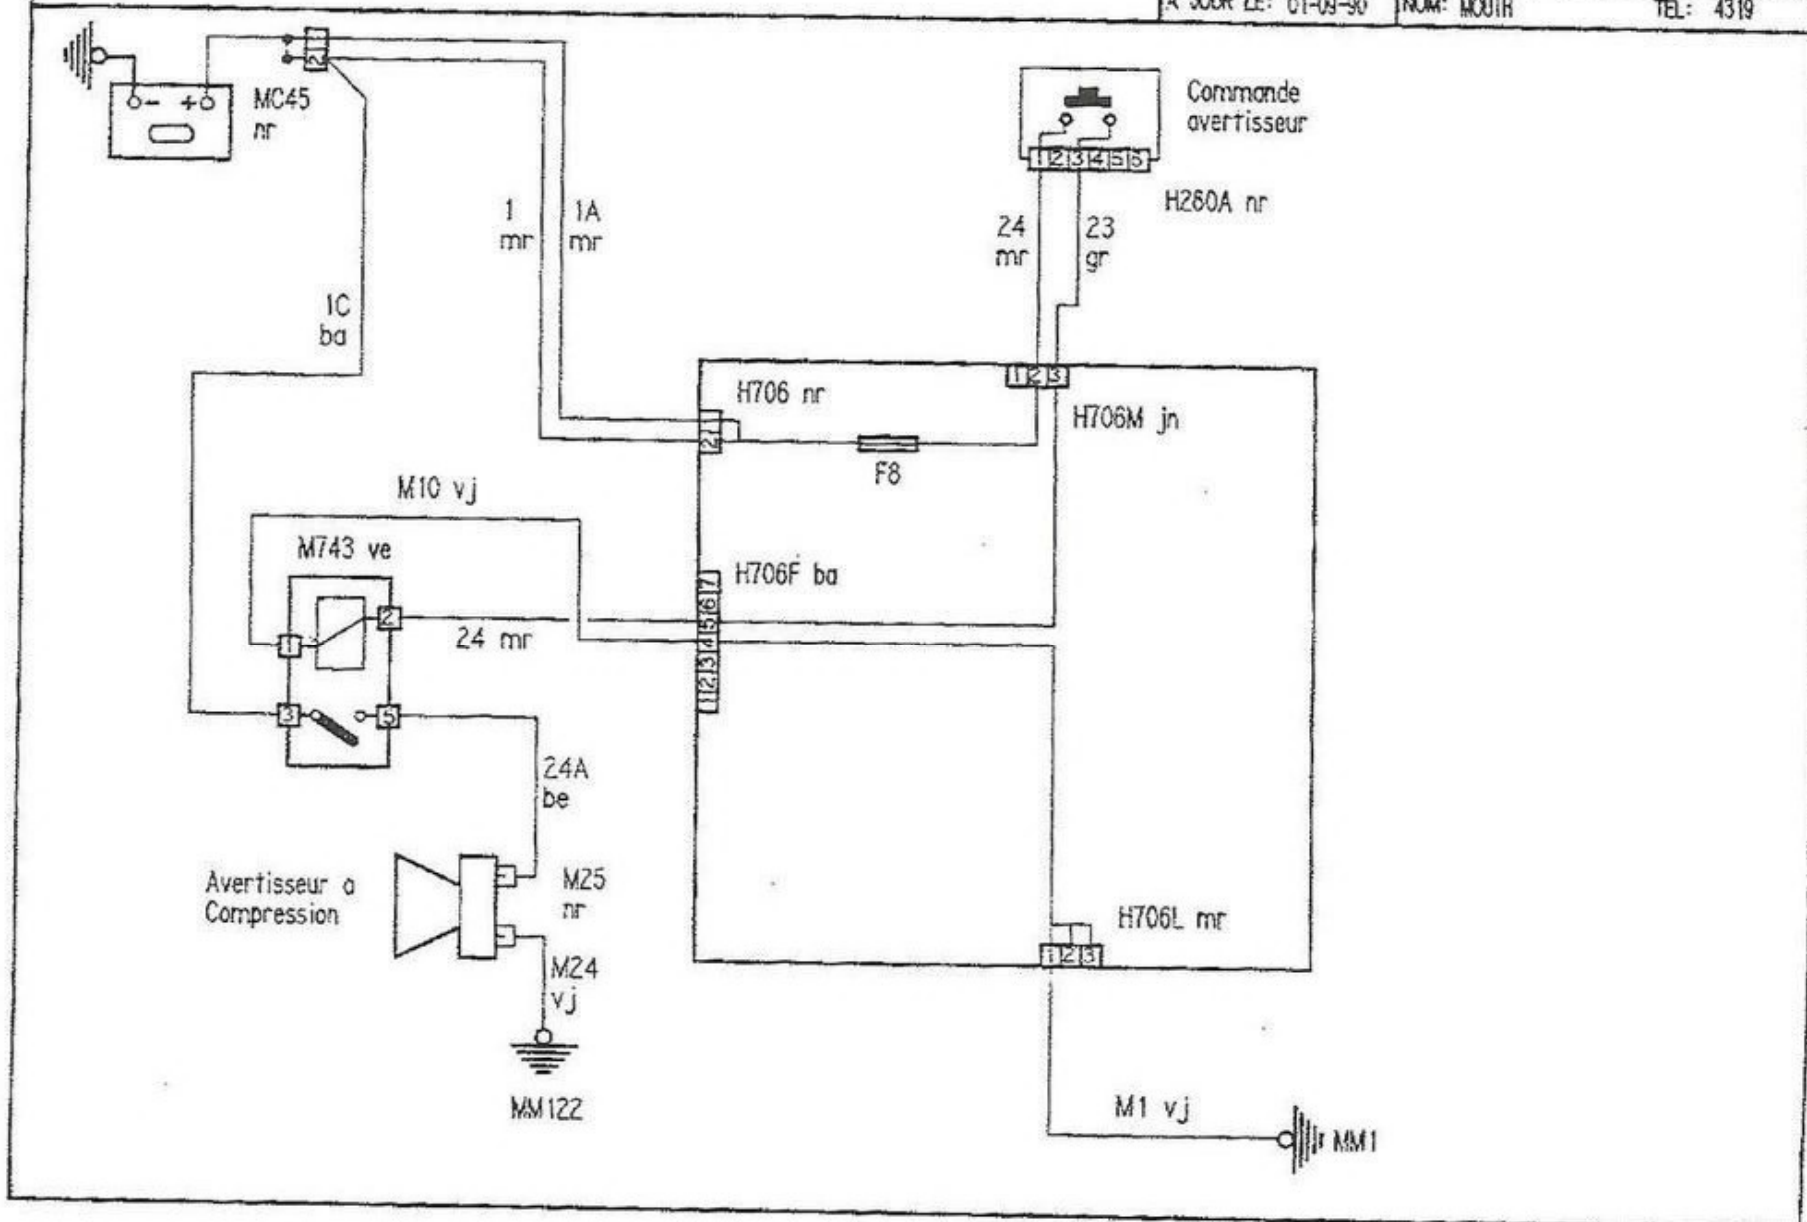 A JOUR LE: 01-09-90
NOM: MOUTH
TEL: 4319
2
- +
MC45
nr
Commande
avertisseur
1 2 3 4 5 6
H260A nr
1
mr
1A
mr
24
mr
23
gr
1C
ba
H706 nr
2
F8
1 2 3
H706M jn
M10 vj
M743 ve
H706F ba
7
6
5
4
3
2
1
1
2
24 mr
3
5
24A
be
Avertisseur a
Compression
M25
nr
M24
vj
MM122
H706L mr
1 2 3
M1 vj
MM1